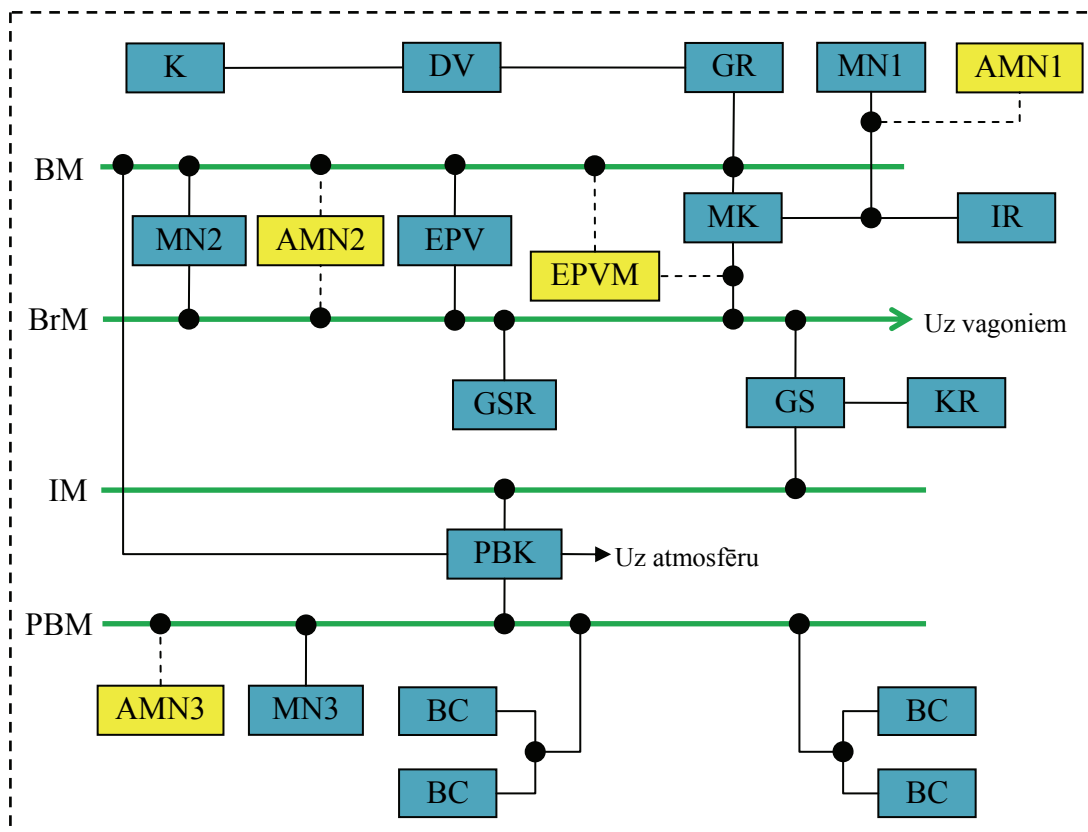 K
DV
GR
MN1
AMN1
BM
MN2
AMN2
EPV
EPVM
MK
IR
BrM
Uz vagoniem
GSR
GS
KR
IM
PBK
Uz atmosfēru
PBM
AMN3
MN3
BC
BC
BC
BC